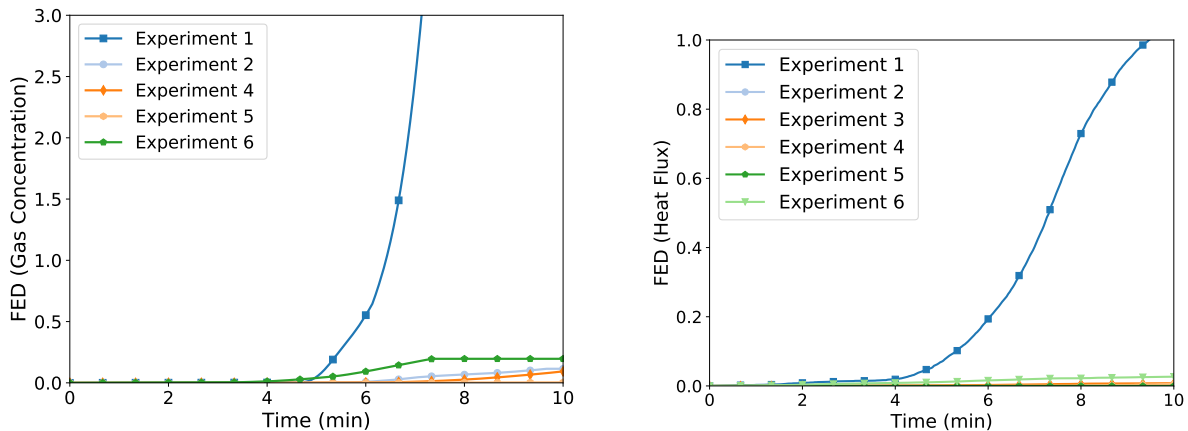 FED (Gas Concentration)
3.0
2.5
2.0
1.5
1.0
0.5
0.0
Experiment 1
Experiment 2
Experiment 4
Experiment 5
Experiment 6
0 2 4 6 8 10
Time (min)
FED (Heat Flux)
1.0
0.8
0.6
0.4
0.2
0.0
Experiment 1
Experiment 2
Experiment 3
Experiment 4
Experiment 5
Experiment 6
0 2 4 6 8 10
Time (min)